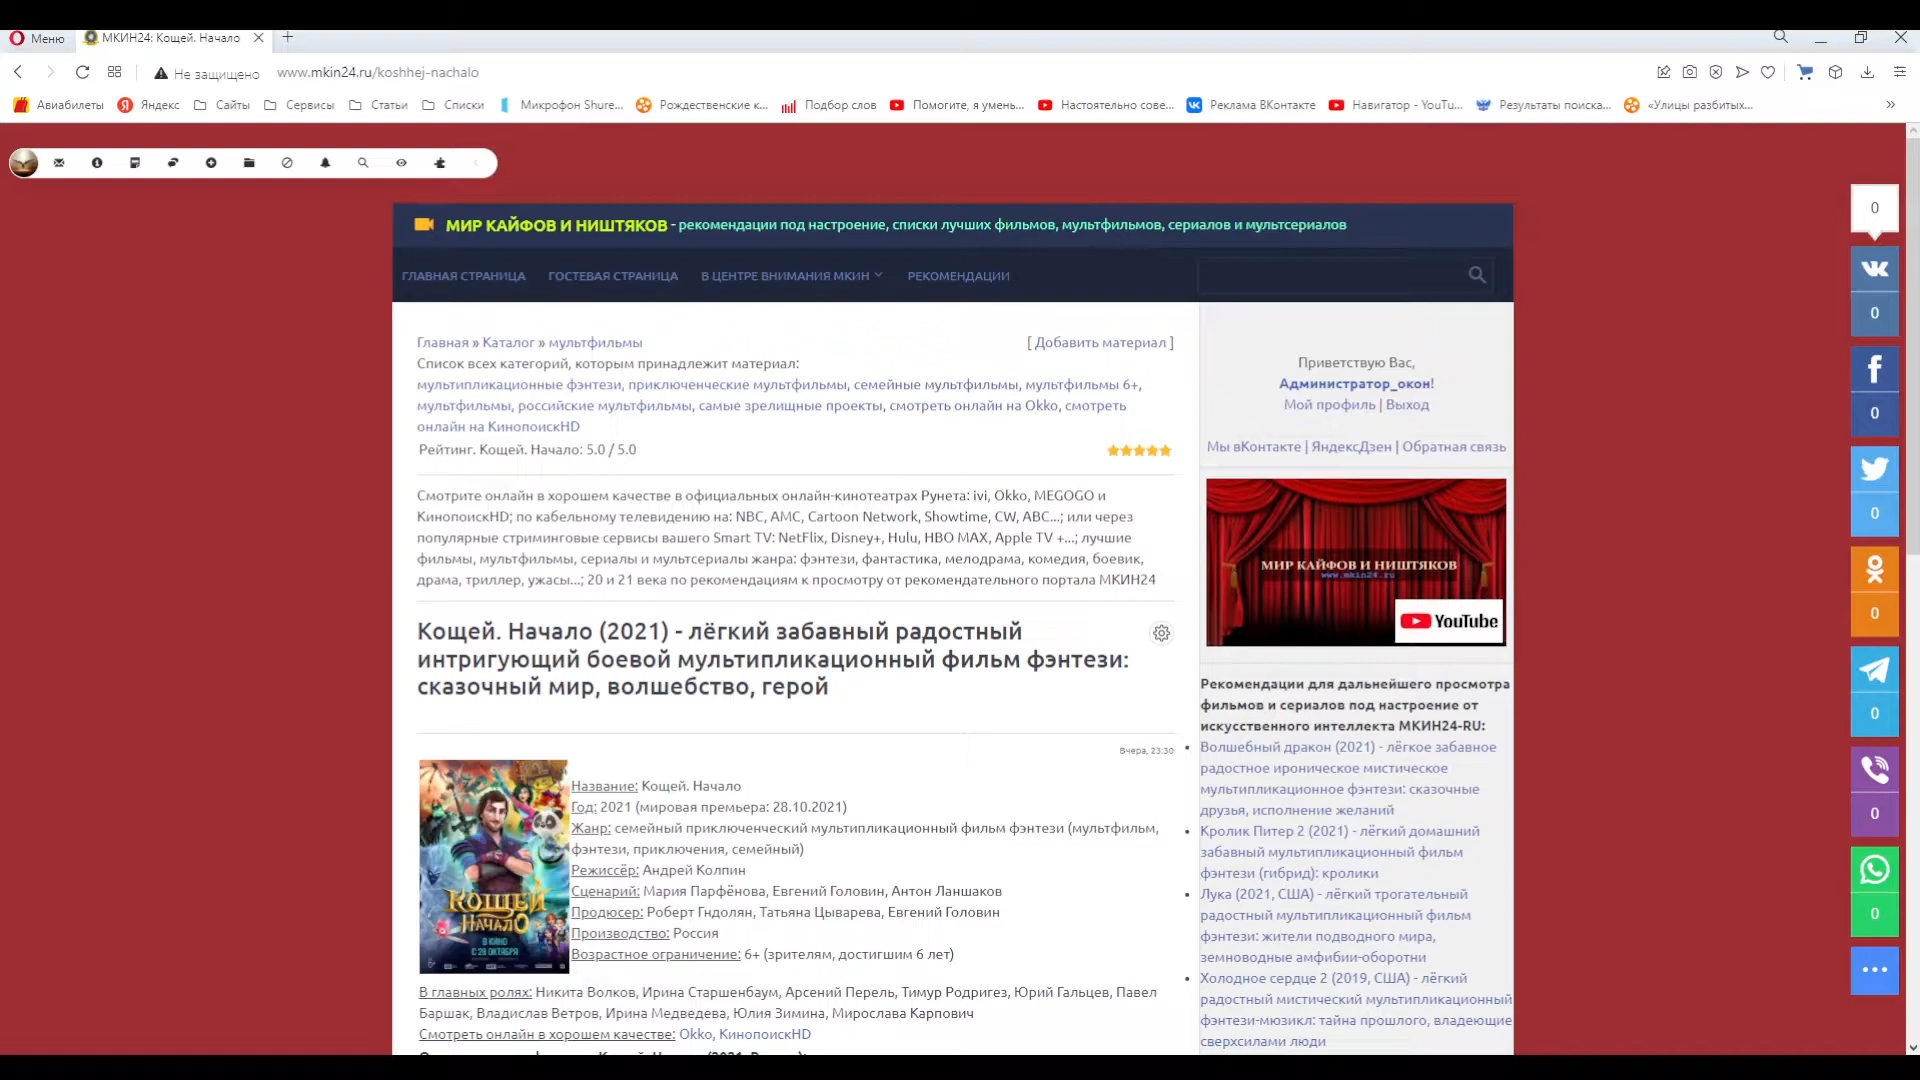 Меню
МКИН24: Кощей. Начало
Не защищено
www.mkin24.ru/koshhej-nachalo
Авиабилеты
Яндекс
Сайты
Сервисы
Статьи
Списки
Микрофон Shure...
Рождественские к...
Подбор слов
Помогите, я умень...
Настоятельно сове...
Реклама ВКонтакте
Навигатор - YouTu...
Результаты поиска...
«Улицы разбитых...
МИР КАЙФОВ И НИШТЯКОВ - рекомендации под настроение, списки лучших фильмов, мультфильмов, сериалов и мультсериалов
ГЛАВНАЯ СТРАНИЦА
ГОСТЕВАЯ СТРАНИЦА
В ЦЕНТРЕ ВНИМАНИЯ МКИН
РЕКОМЕНДАЦИИ
Главная » Каталог » мультфильмы
[ Добавить материал ]
Список всех категорий, которым принадлежит материал:
мультипликационные фэнтези, приключенческие мультфильмы, семейные мультфильмы, мультфильмы 6+,
мультфильмы, российские мультфильмы, самые зрелищные проекты, смотреть онлайн на Okko, смотреть
онлайн на КинопоискHD
Рейтинг. Кощей. Начало: 5.0 / 5.0
Смотрите онлайн в хорошем качестве в официальных онлайн-кинотеатрах Рунета: ivi, Okko, MEGOGO и
КинопоискHD; по кабельному телевидению на: NBC, AMC, Cartoon Network, Showtime, CW, ABC...; или через
популярные стриминговые сервисы вашего Smart TV: NetFlix, Disney+, Hulu, HBO MAX, Apple TV +...; лучшие
фильмы, мультфильмы, сериалы и мультсериалы жанра: фэнтези, фантастика, мелодрама, комедия, боевик,
драма, триллер, ужасы...; 20 и 21 века по рекомендациям к просмотру от рекомендательного портала МКИН24
Кощей. Начало (2021) - лёгкий забавный радостный
интригующий боевой мультипликационный фильм фэнтези:
сказочный мир, волшебство, герой
Вчера, 23:30
КОЩЕЙ
НАЧАЛО
В КИНО
С 28 ОКТЯБРЯ
Название: Кощей. Начало
Год: 2021 (мировая премьера: 28.10.2021)
Жанр: семейный приключенческий мультипликационный фильм фэнтези (мультфильм,
фэнтези, приключения, семейный)
Режиссёр: Андрей Колпин
Сценарий: Мария Парфёнова, Евгений Головин, Антон Ланшаков
Продюсер: Роберт Гндолян, Татьяна Цыварева, Евгений Головин
Производство: Россия
Возрастное ограничение: 6+ (зрителям, достигшим 6 лет)
В главных ролях: Никита Волков, Ирина Старшенбаум, Арсений Перель, Тимур Родригез, Юрий Гальцев, Павел
Баршак, Владислав Ветров, Ирина Медведева, Юлия Зимина, Мирослава Карпович
Смотреть онлайн в хорошем качестве: Okko, КинопоискHD
Приветствую Вас,
Администратор_окон!
Мой профиль | Выход
Мы вКонтакте | ЯндексДзен | Обратная связь
МИР КАЙФОВ И НИШТЯКОВ
www.mkin24.ru
YouTube
Рекомендации для дальнейшего просмотра
фильмов и сериалов под настроение от
искусственного интеллекта МКИН24-RU:
Волшебный дракон (2021) - лёгкое забавное
радостное ироническое мистическое
мультипликационное фэнтези: сказочные
друзья, исполнение желаний
Кролик Питер 2 (2021) - лёгкий домашний
забавный мультипликационный фильм
фэнтези (гибрид): кролики
Лука (2021, США) - лёгкий трогательный
радостный мультипликационный фильм
фэнтези: жители подводного мира,
земноводные амфибии-оборотни
Холодное сердце 2 (2019, США) - лёгкий
радостный мистический мультипликационный
фэнтези-мюзикл: тайна прошлого, владеющие
сверхсилами люди
0
0
0
0
0
0
0
0